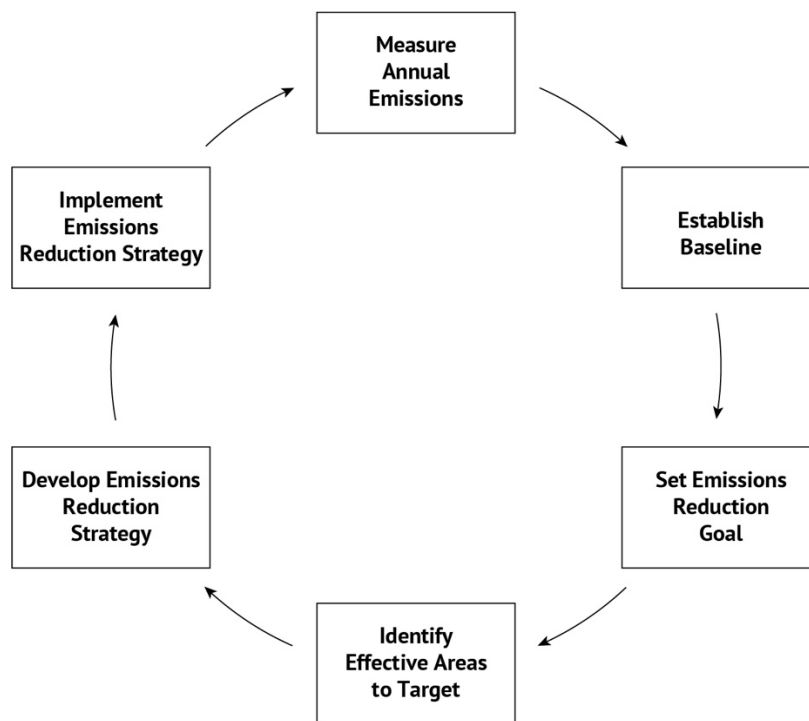 Measure
Annual
Emissions
Establish
Baseline
Set Emissions
Reduction
Goal
Identify
Effective Areas
to Target
Develop Emissions
Reduction
Strategy
Implement
Emissions
Reduction Strategy